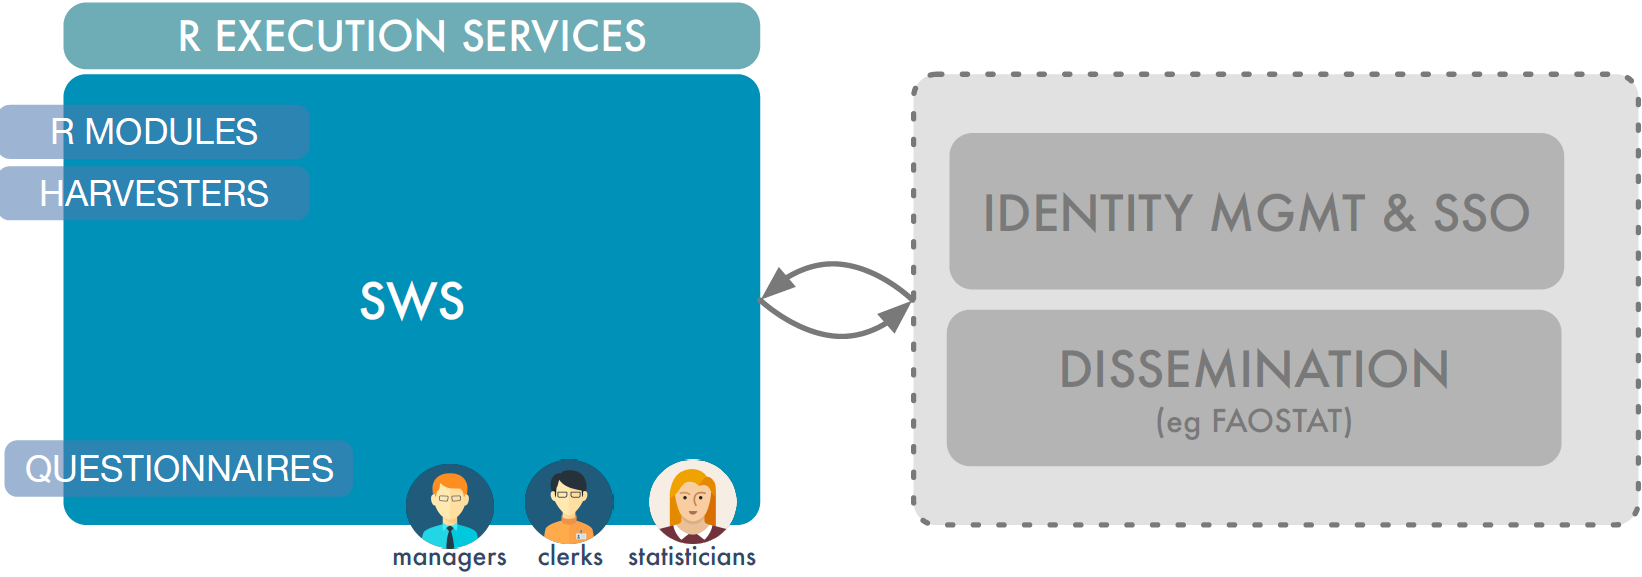 R EXECUTION SERVICES
R MODULES
HARVESTERS
SWS
QUESTIONNAIRES
managers clerks statisticians
IDENTITY MGMT & SSO
DISSEMINATION
(eg FAOSTAT)